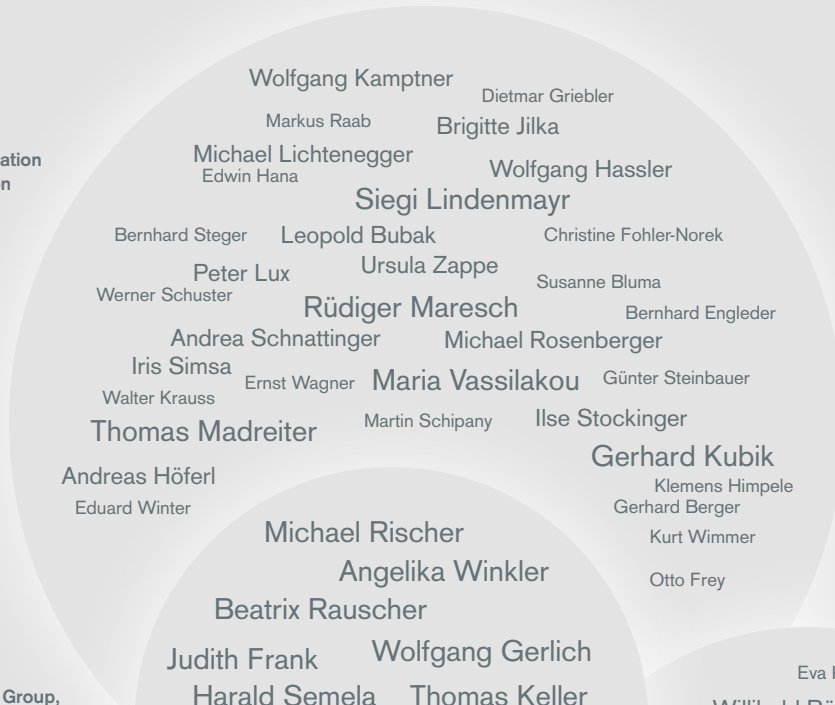 Wolfgang Kamptner
Dietmar Griebler
Markus Raab
Brigitte Jilka
Michael Lichtenegger
ation
Wolfgang Hassler
Edwin Hana
n
Siegi Lindenmayr
Bernhard Steger
Leopold Bubak
Christine Fohler-Norek
Ursula Zappe
Peter Lux
Susanne Bluma
Werner Schuster
Rüdiger Maresch
Bernhard Engleder
Andrea Schnattinger
Michael Rosenberger
Iris Simsa
Ernst Wagner
Maria Vassilakou
Günter Steinbauer
Walter Krauss
Martin Schipany
Ilse Stockinger
Thomas Madreiter
Gerhard Kubik
Andreas Höferl
Klemens Himpele
Eduard Winter
Gerhard Berger
Michael Rischer
Kurt Wimmer
Angelika Winkler
Otto Frey
Beatrix Rauscher
Wolfgang Gerlich
Judith Frank
Eva
Group,
Harald Semela
Thomas Keller